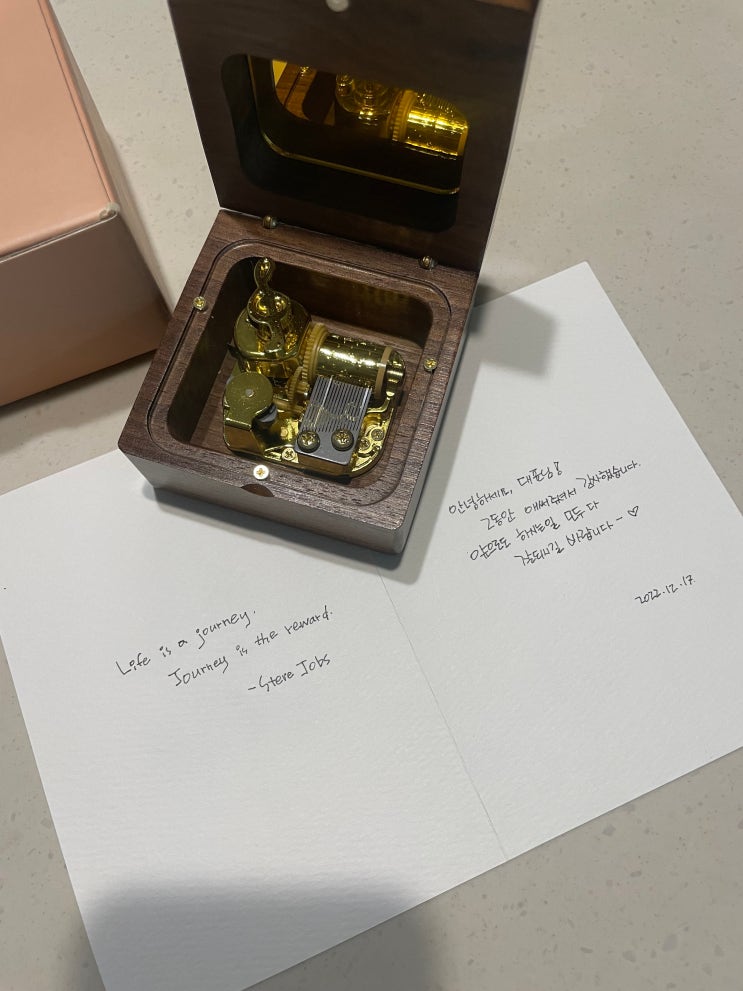 Life is a journey.
Journey is the reward.
- Steve Jobs
안녕하세요, 대표님!
그동안 애써주셔서 감사했습니다.
앞으로도 하시는일 모두 다
잘되길 바랍니다 - ♡
2022.12.17